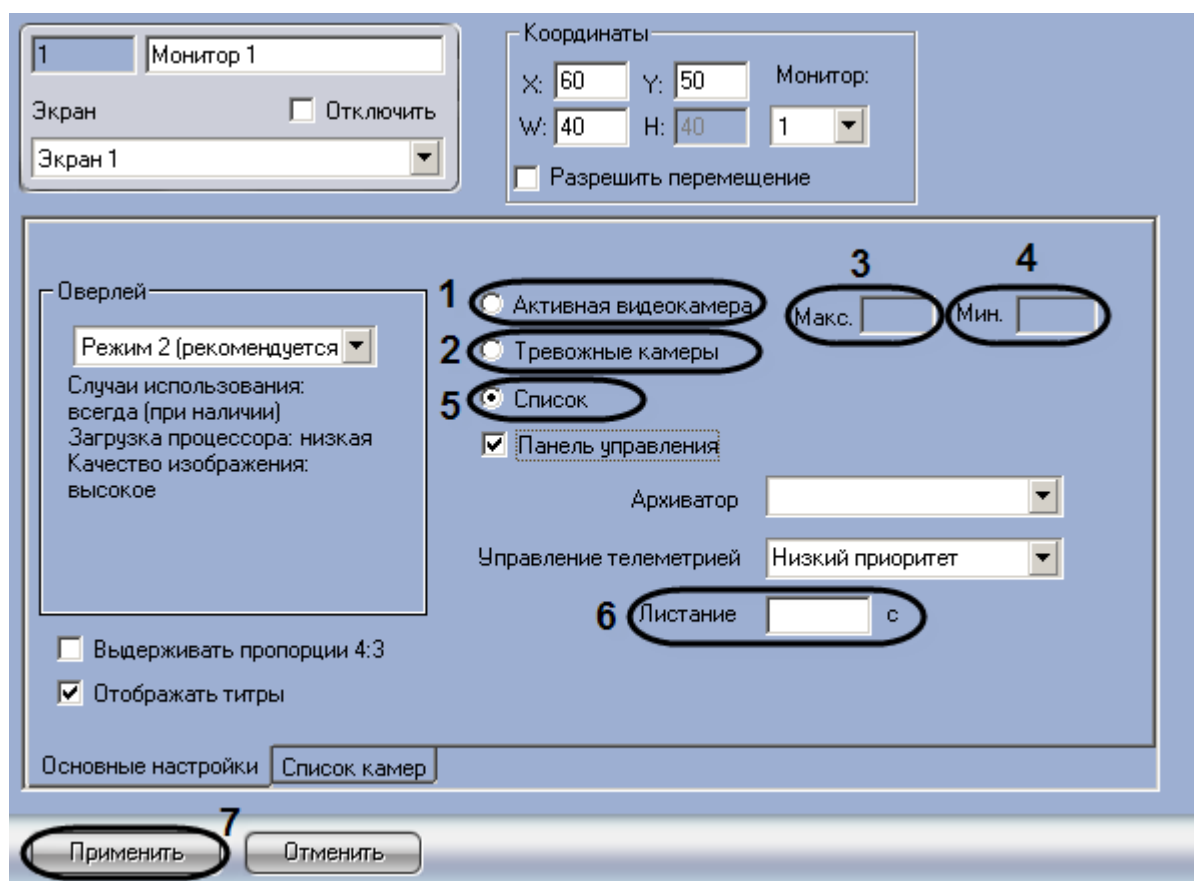 1 Монитор 1
Экран Отключить
Экран 1
Координаты
X: 60 Y: 50 Монитор:
W: 40 H: 40 1
Разрешить перемещение
Оверлей
Режим 2 (рекомендуется
Случаи использования:
всегда (при наличии)
Загрузка процессора: низкая
Качество изображения:
высокое
Выдерживать пропорции 4:3
Отображать титры
1 Активная видеокамера
3 Макс.
4 Мин.
2 Тревожные камеры
5 Список
Панель управления
Архиватор
Управление телеметрией Низкий приоритет
6 Листание с
Основные настройки Список камер
7
Применить Отменить